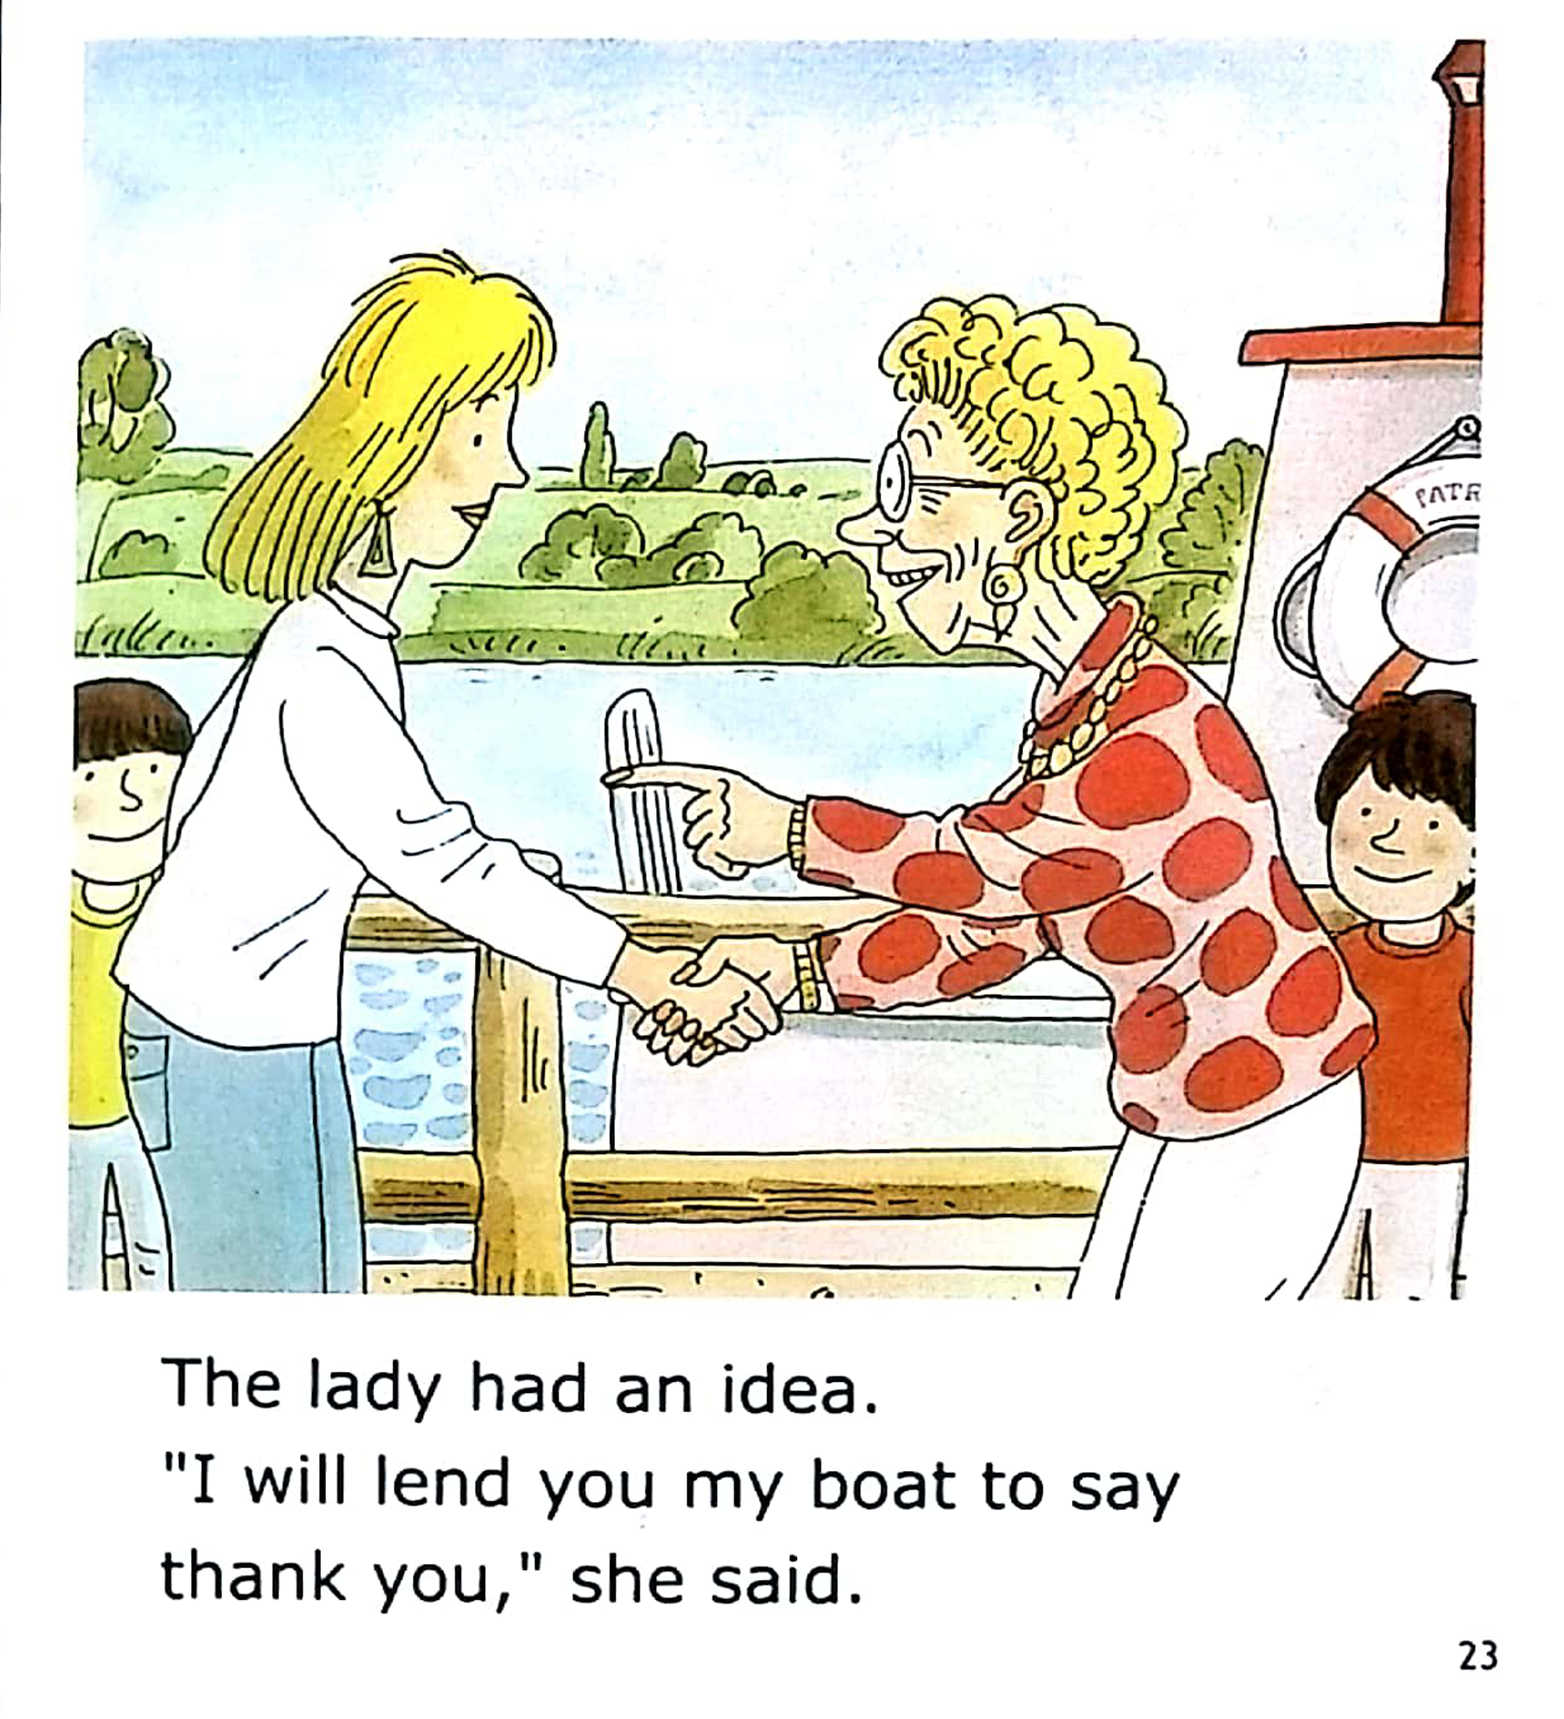 PATR
The lady had an idea.
"I will lend you my boat to say
thank you," she said.
23